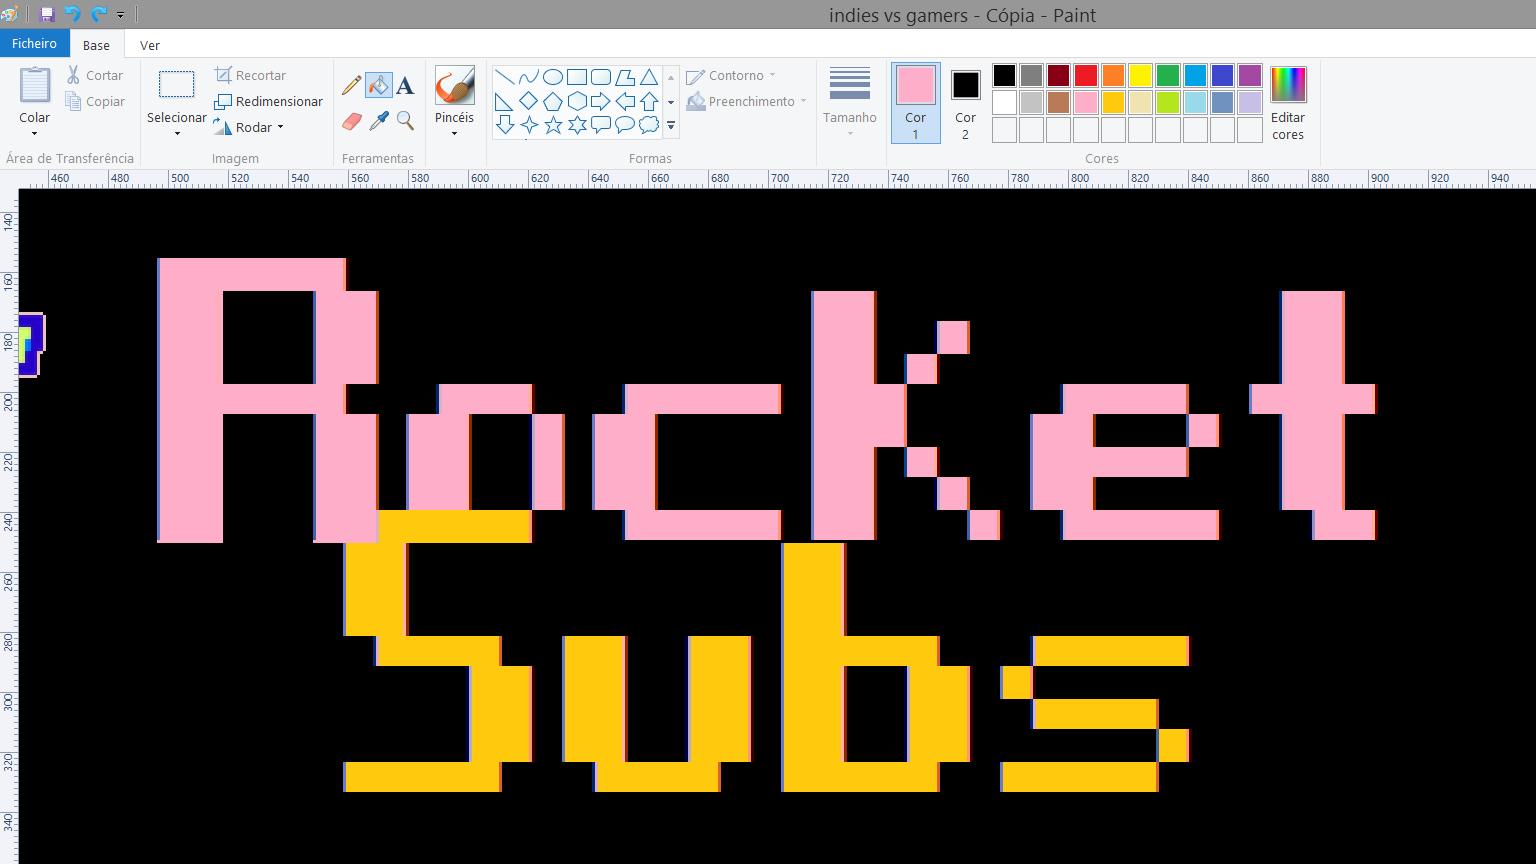 indies vs gamers - Cópia - Paint
Ficheiro Base Ver
Colar
Cortar
Copiar
Área de Transferência
Selecionar
Recortar
Redimensionar
Rodar
Imagem
A
Ferramentas
Pincéis
Formas
Contorno
Preenchimento
Tamanho
Cor 1
Cor 2
Editar cores
Cores
460 480 500 520 540 560 580 600 620 640 660 680 700 720 740 760 780 800 820 840 860 880 900 920 940
140
160
180
200
220
240
260
280
300
320
340
Rocket
Subs